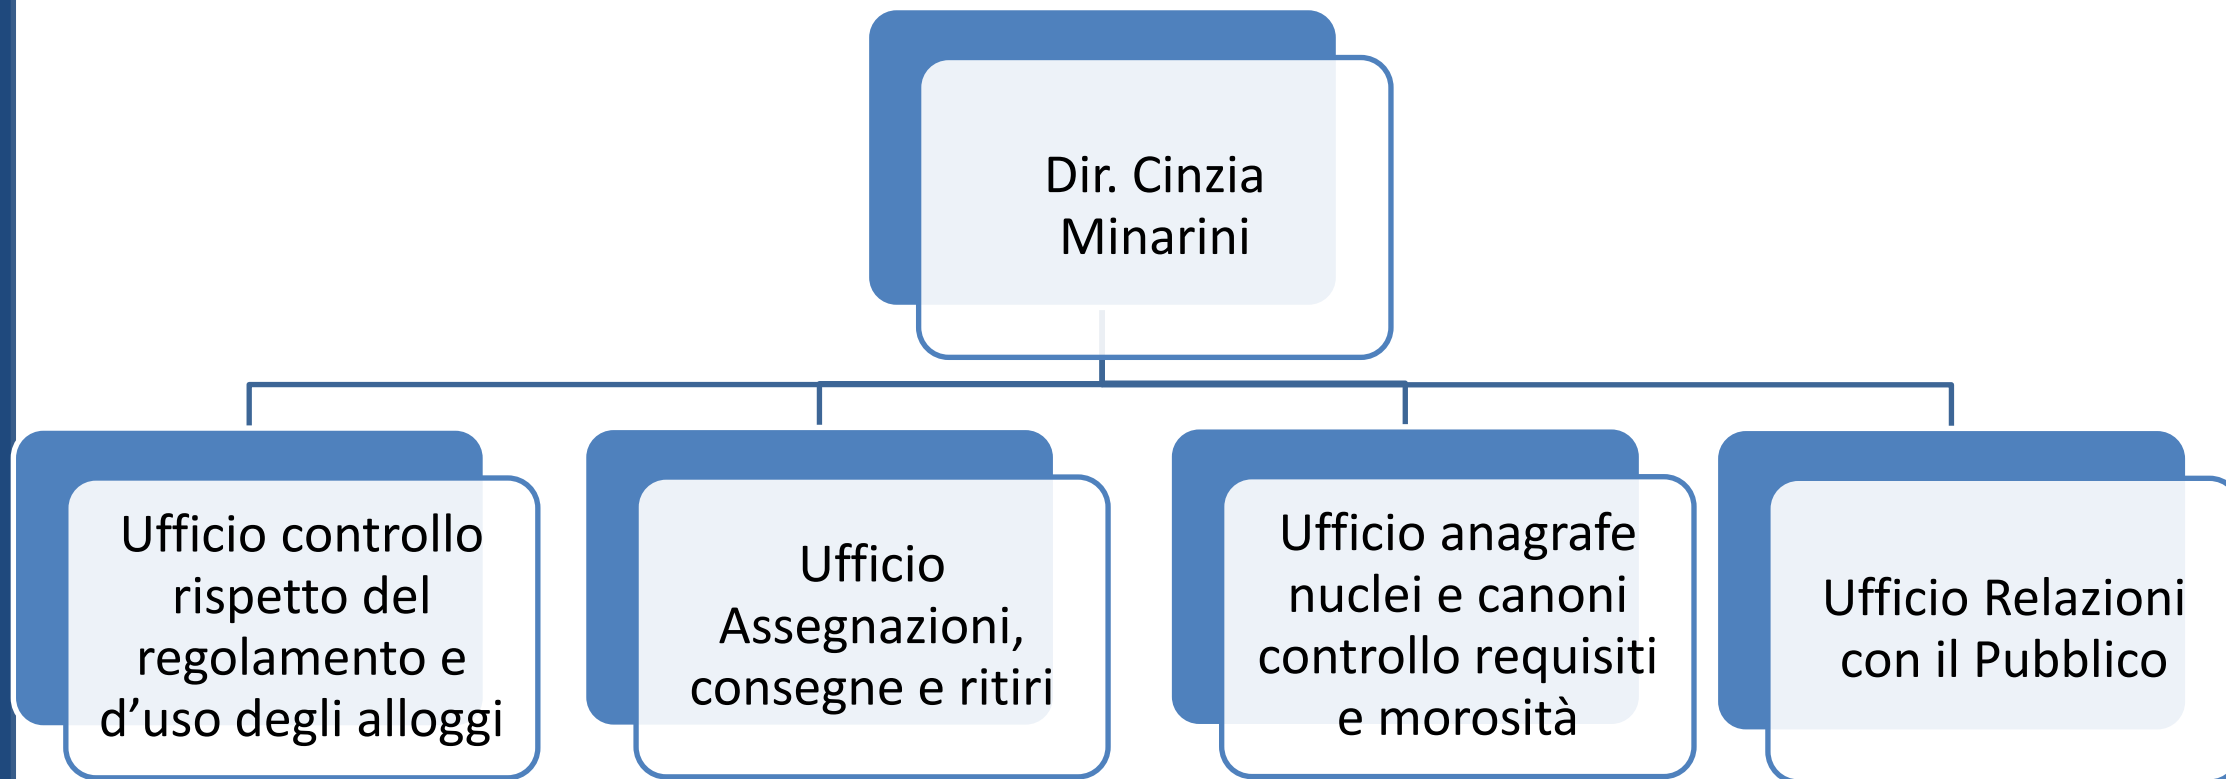 Dir. Cinzia
Minarini
Ufficio controllo
rispetto del
regolamento e
d’uso degli alloggi
Ufficio
Assegnazioni,
consegne e ritiri
Ufficio anagrafe
nuclei e canoni
controllo requisiti
e morosità
Ufficio Relazioni
con il Pubblico